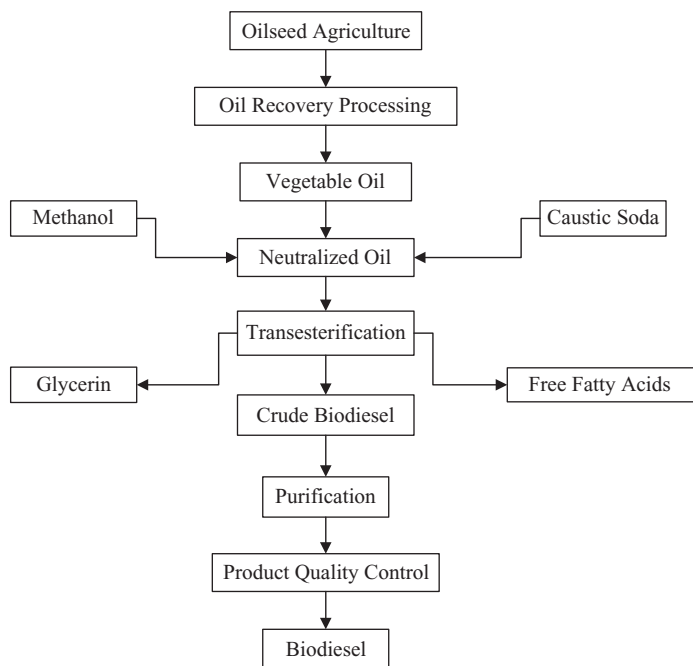 Oilseed Agriculture
Oil Recovery Processing
Vegetable Oil
Methanol
Caustic Soda
Neutralized Oil
Transesterification
Glycerin
Free Fatty Acids
Crude Biodiesel
Purification
Product Quality Control
Biodiesel